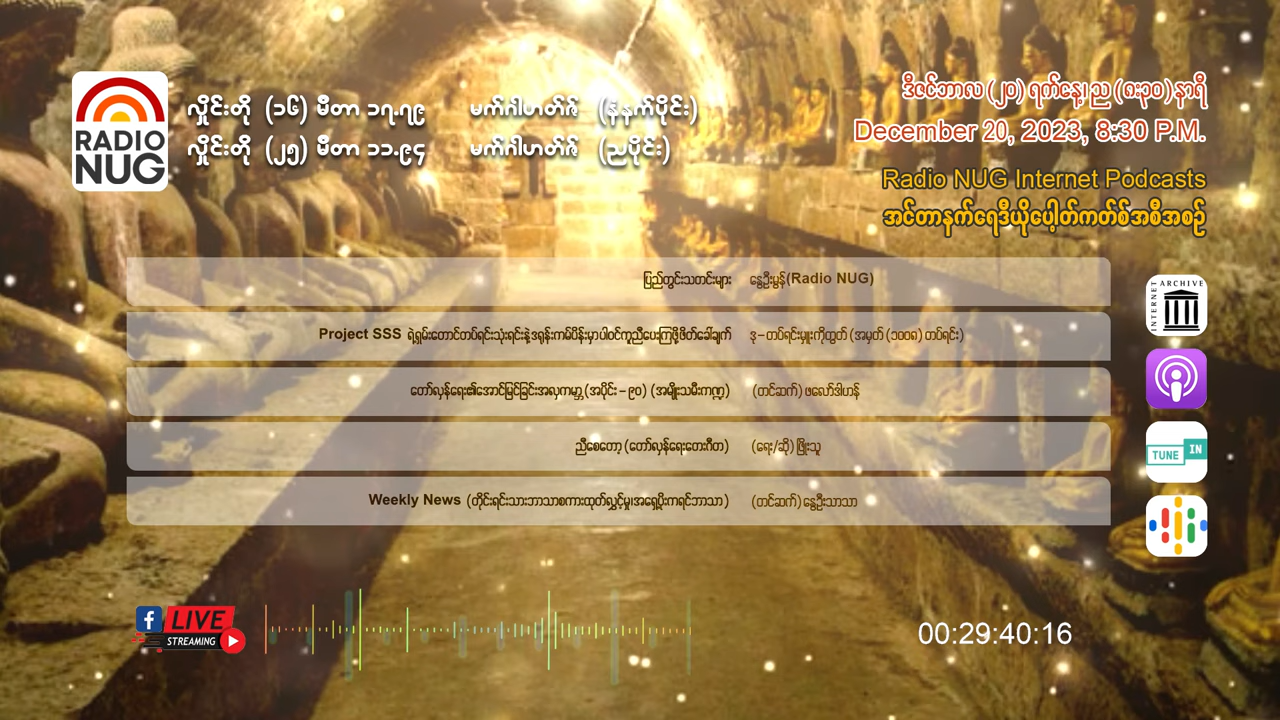 RADIO
NUG
လှိုင်းတို (၁၆) မီတာ ၁၇.၇၉ မက်ဂါဟတ်ဇ် (နံနက်ပိုင်း)
လှိုင်းတို (၂၅) မီတာ ၁၁.၉၄ မက်ဂါဟတ်ဇ် (ညပိုင်း)
ဒီဇင်ဘာလ (၂၀) ရက်နေ့၊ ည (၈း၃၀) နာရီ
December 20, 2023, 8:30 P.M.
Radio NUG Internet Podcasts
အင်တာနက်ရေဒီယိုပေါ့တ်ကတ်စ်အစီအစဉ်
ပြည်တွင်းသတင်းများ နွေဦးမွန်(Radio NUG)
Project SSS ရဲ့ရှမ်းတောင်တပ်ရင်းသုံးရင်းနဲ့ဒရုန်းကမ်ပိန်းမှာပါဝင်ကူညီပေးကြဖို့ဖိတ်ခေါ်ချက် ဒု-တပ်ရင်းမှူးကိုထွတ် (အမှတ် (၁၀၀၈) တပ်ရင်း)
တော်လှန်ရေး၏အောင်မြင်ခြင်းအလှကမ္ဘာ့ (အပိုင်း - ၉၀) (အမျိုးသမီးကဏ္ဍ) (တင်ဆက်) ဖလော်ဒါဟန်
ညီစေတော့ (တော်လှန်ရေးတေးဂီတ) (ရေး/ဆို) ဖြိုးသူ
Weekly News (တိုင်းရင်းသားဘာသာစကားထုတ်လွှင့်မှု၊အရှေ့ပိုးကရင်ဘာသာ) (တင်ဆက်) နွေဦးသာသာ
INTERNET ARCHIVE
TUNE IN
LIVE
STREAMING
00:29:40:16